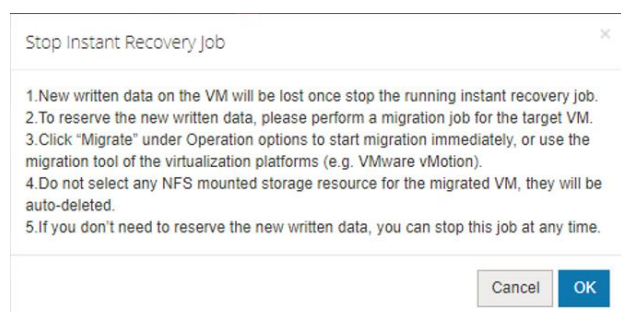 Stop Instant Recovery Job
×
1.New written data on the VM will be lost once stop the running instant recovery job.
2.To reserve the new written data, please perform a migration job for the target VM.
3.Click “Migrate” under Operation options to start migration immediately, or use the
migration tool of the virtualization platforms (e.g. VMware vMotion).
4.Do not select any NFS mounted storage resource for the migrated VM, they will be
auto-deleted.
5.If you don’t need to reserve the new written data, you can stop this job at any time.
Cancel OK